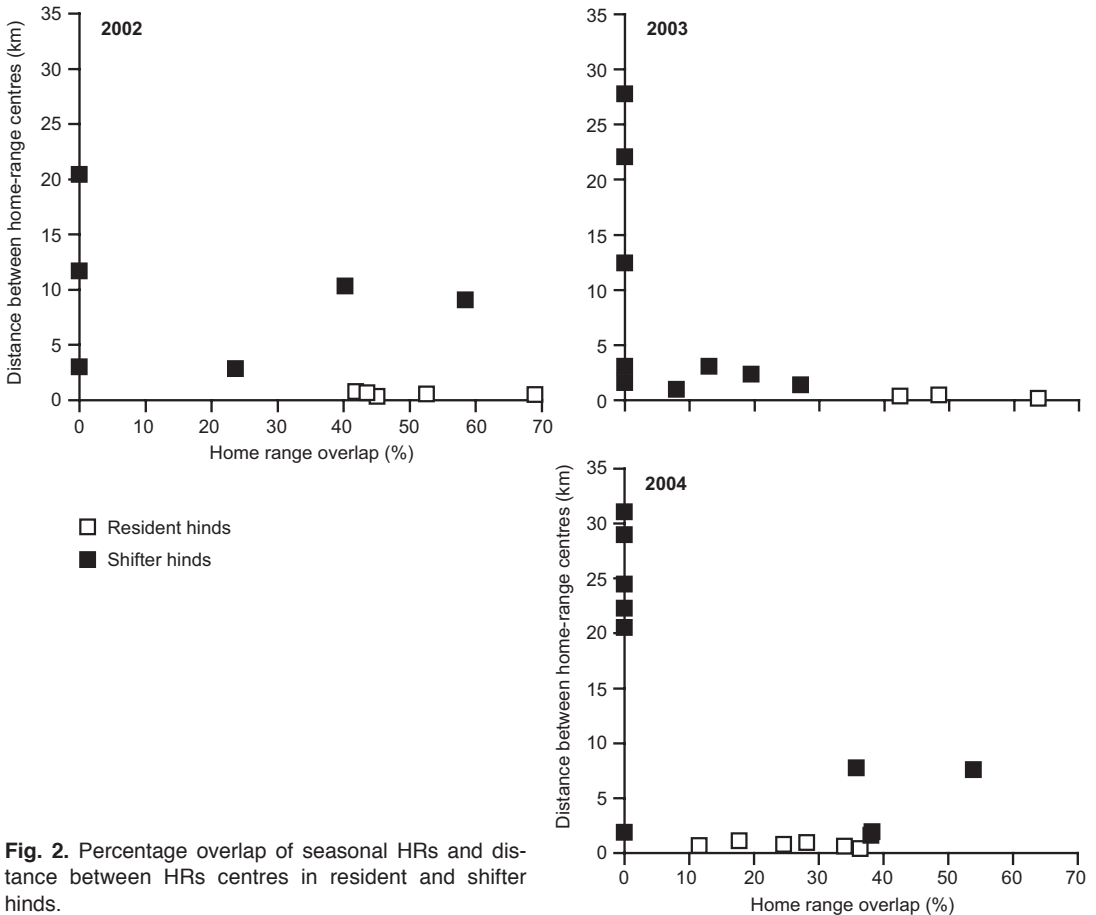 2002
35
30
25
20
15
10
5
0
Distance between home-range centres (km)
0 10 20 30 40 50 60 70
Home range overlap (%)
2003
35
30
25
20
15
10
5
0
Resident hinds
Shifter hinds
2004
35
30
25
20
15
10
5
0
Distance between home-range centres (km)
0 10 20 30 40 50 60 70
Home range overlap (%)
Fig. 2. Percentage overlap of seasonal HRs and dis-
tance between HRs centres in resident and shifter
hinds.